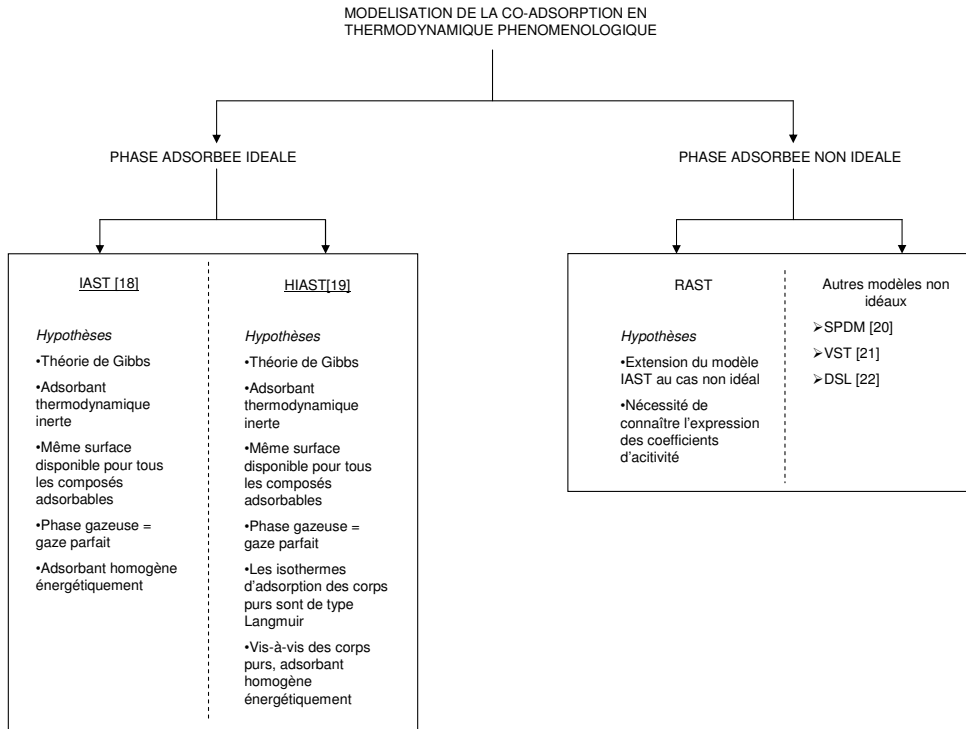 MODELISATION DE LA CO-ADSORPTION EN
THERMODYNAMIQUE PHENOMENOLOGIQUE
PHASE ADSORBEE IDEALE
PHASE ADSORBEE NON IDEALE
IAST [18]
Hypothèses
•Théorie de Gibbs
•Adsorbant
thermodynamique
inerte
•Même surface
disponible pour tous
les composés
adsorbables
•Phase gazeuse =
gaze parfait
•Adsorbant homogène
énergétiquement
HIAST[19]
Hypothèses
•Théorie de Gibbs
•Adsorbant
thermodynamique
inerte
•Même surface
disponible pour tous
les composés
adsorbables
•Phase gazeuse =
gaze parfait
•Les isothermes
d'adsorption des corps
purs sont de type
Langmuir
•Vis-à-vis des corps
purs, adsorbant
homogène
énergétiquement
RAST
Hypothèses
•Extension du modèle
IAST au cas non idéal
•Nécessité de
connaître l'expression
des coefficients
d'acitivité
Autres modèles non
idéaux
➢SPDM [20]
➢VST [21]
➢DSL [22]